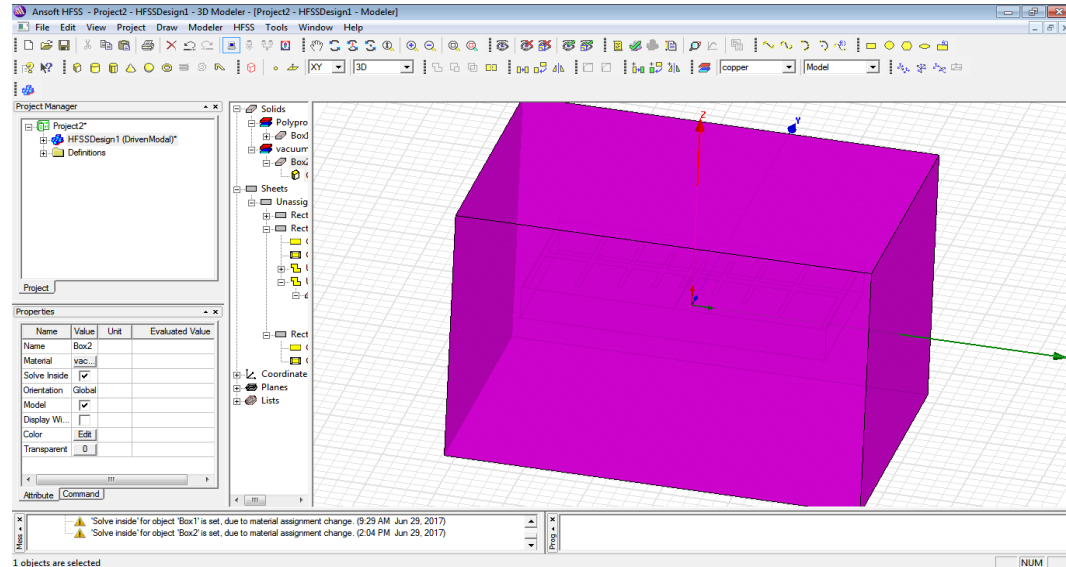 Ansoft HFSS - Project2 - HFSSDesign1 - 3D Modeler - [Project2 - HFSSDesign1 - Modeler]
File Edit View Project Draw Modeler HFSS Tools Window Help
XY 3D copper Model
Project Manager
Project2*
HFSSDesign1 (DrivenModal)*
Definitions
Project
Properties
Name Value Unit Evaluated Value
Name Box2
Material vac...
Solve Inside
Orientation Global
Model
Display Wi...
Color Edit
Transparent 0
Attribute Command
Solids
Polypro
Box1
vacuum
Box2
Sheets
Unassig
Rect
Rect
Rect
Coordinate
Planes
Lists
Z
Y
'Solve inside' for object 'Box1' is set, due to material assignment change. (9:29 AM Jun 29, 2017)
'Solve inside' for object 'Box2' is set, due to material assignment change. (2:04 PM Jun 29, 2017)
Mess
Prog
1 objects are selected
NUM